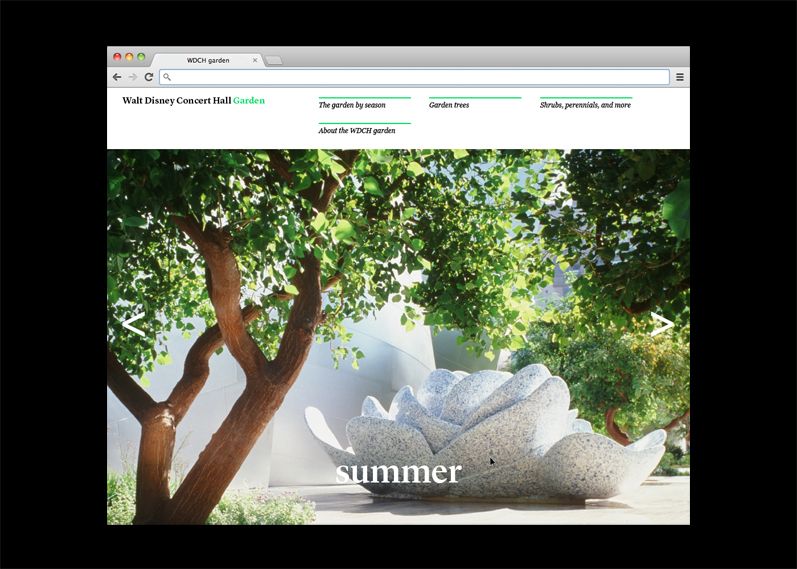 WDCH garden
Walt Disney Concert Hall Garden
The garden by season
Garden trees
Shrubs, perennials, and more
About the WDCH garden
< >
summer